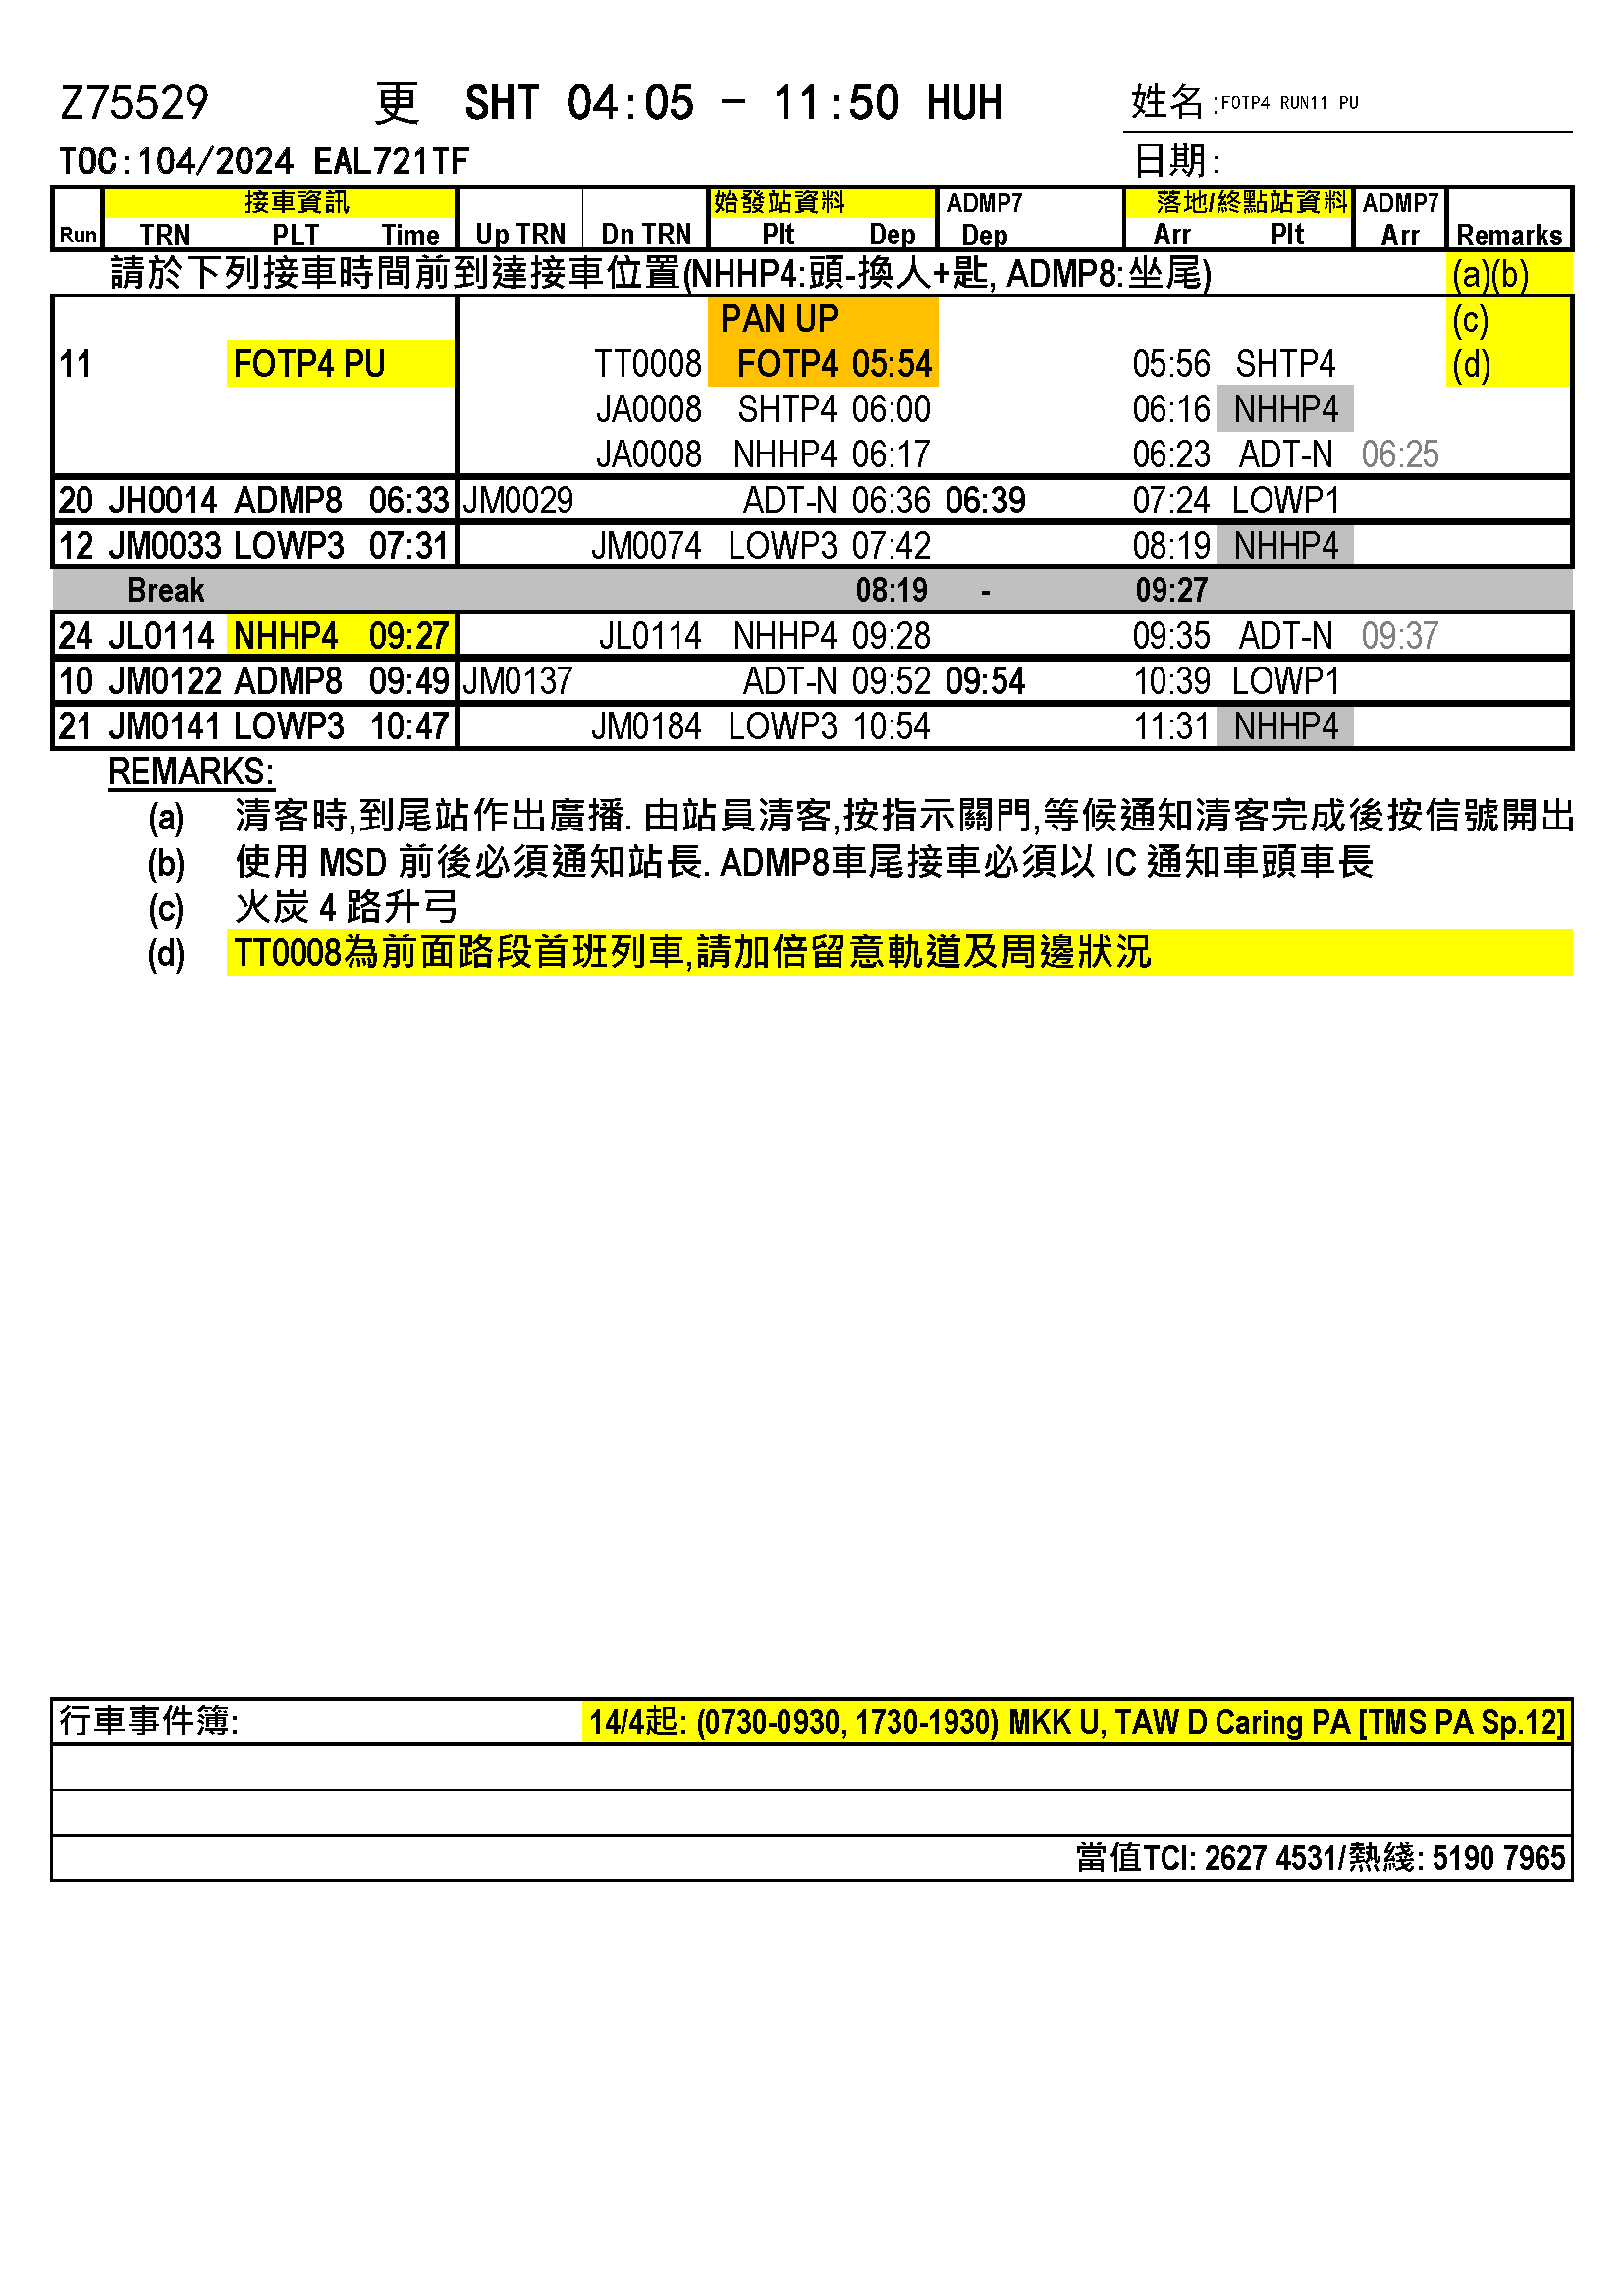 Z75529 更 SHT 04:05 - 11:50 HUH 姓名:FOTP4 RUN11 PU
TOC:104/2024 EAL721TF 日期:
接車資訊 始發站資料 ADMP7 落地/終點站資料 ADMP7
Run TRN PLT Time Up TRN Dn TRN Plt Dep Dep Arr Plt Arr Remarks
請於下列接車時間前到達接車位置(NHHP4:頭-換人+匙, ADMP8:坐尾) (a)(b)
PAN UP (c)
11 FOTP4 PU TT0008 FOTP4 05:54 05:56 SHTP4 (d)
JA0008 SHTP4 06:00 06:16 NHHP4
JA0008 NHHP4 06:17 06:23 ADT-N 06:25
20 JH0014 ADMP8 06:33 JM0029 ADT-N 06:36 06:39 07:24 LOWP1
12 JM0033 LOWP3 07:31 JM0074 LOWP3 07:42 08:19 NHHP4
Break 08:19 - 09:27
24 JL0114 NHHP4 09:27 JL0114 NHHP4 09:28 09:35 ADT-N 09:37
10 JM0122 ADMP8 09:49 JM0137 ADT-N 09:52 09:54 10:39 LOWP1
21 JM0141 LOWP3 10:47 JM0184 LOWP3 10:54 11:31 NHHP4
REMARKS:
(a) 清客時,到尾站作出廣播. 由站員清客,按指示關門,等候通知清客完成後按信號開出
(b) 使用 MSD 前後必須通知站長. ADMP8車尾接車必須以 IC 通知車頭車長
(c) 火炭 4 路升弓
(d) TT0008為前面路段首班列車,請加倍留意軌道及周邊狀況
行車事件簿: 14/4起: (0730-0930, 1730-1930) MKK U, TAW D Caring PA [TMS PA Sp.12]
當值TCI: 2627 4531/熱綫: 5190 7965